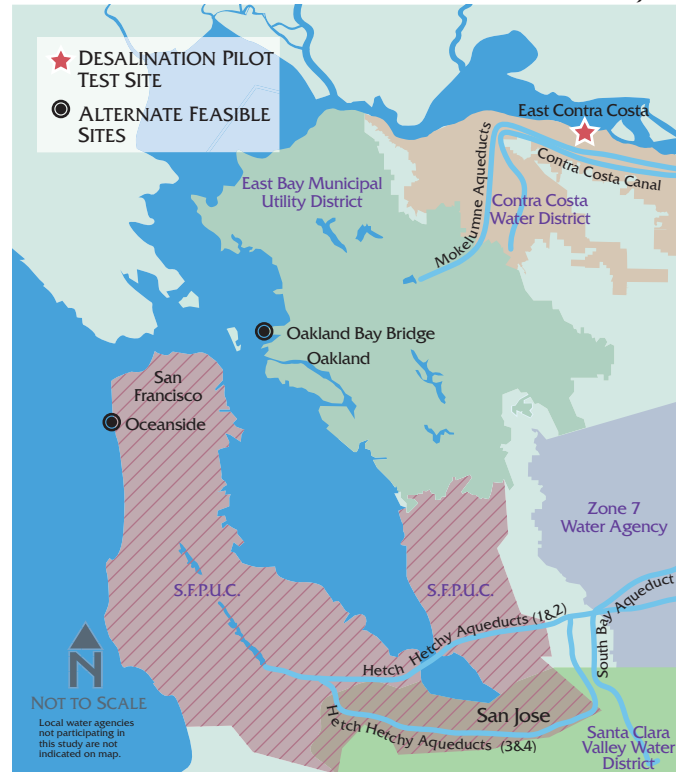 DESALINATION PILOT
TEST SITE
ALTERNATE FEASIBLE
SITES
East Contra Costa
Mokelumne Aqueducts
Contra Costa Canal
East Bay Municipal
Utility District
Contra Costa
Water District
Oakland Bay Bridge
Oakland
San
Francisco
Oceanside
Zone 7
Water Agency
S.F.P.U.C.
S.F.P.U.C.
Hetch Hetchy Aqueducts (1&2)
South Bay Aqueduct
N
NOT TO SCALE
Local water agencies
not participating in
this study are not
indicated on map.
San Jose
Hetch Hetchy Aqueducts (3&4)
Santa Clara
Valley Water
District